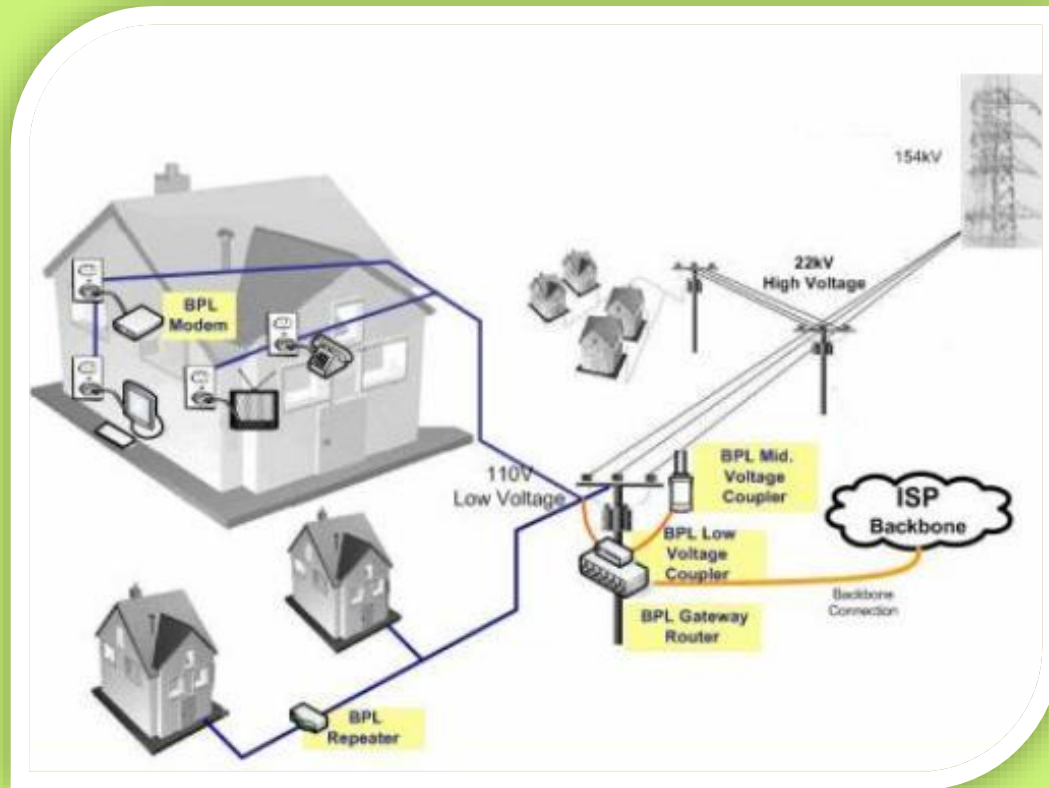 154kV
22kV
High Voltage
BPL
Modem
110V
Low Voltage
BPL Mid.
Voltage
Coupler
ISP
Backbone
BPL Low
Voltage
Coupler
Backbone
Connection
BPL Gateway
Router
BPL
Repeater